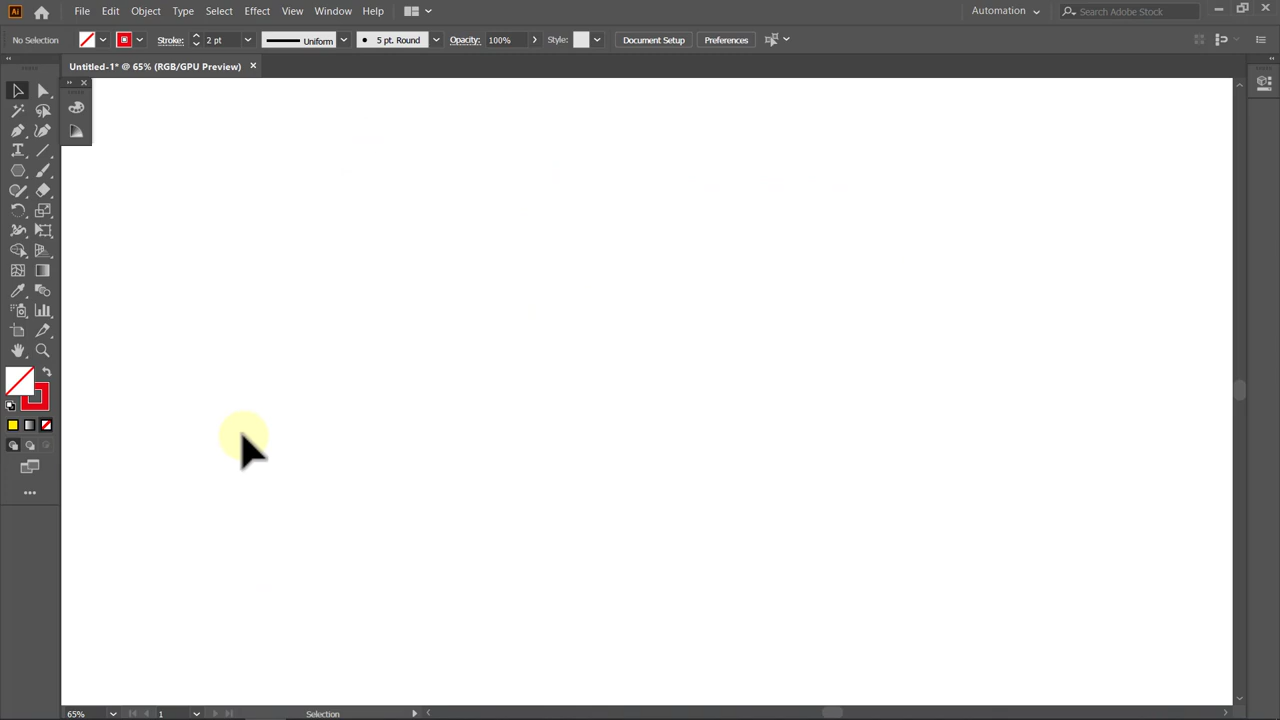 Ai File Edit Object Type Select Effect View Window Help Automation Search Adobe Stock
No Selection Stroke: 2 pt Uniform 5 pt. Round Opacity: 100% Style: Document Setup Preferences
Untitled-1* @ 65% (RGB/GPU Preview)
65% 1 Selection